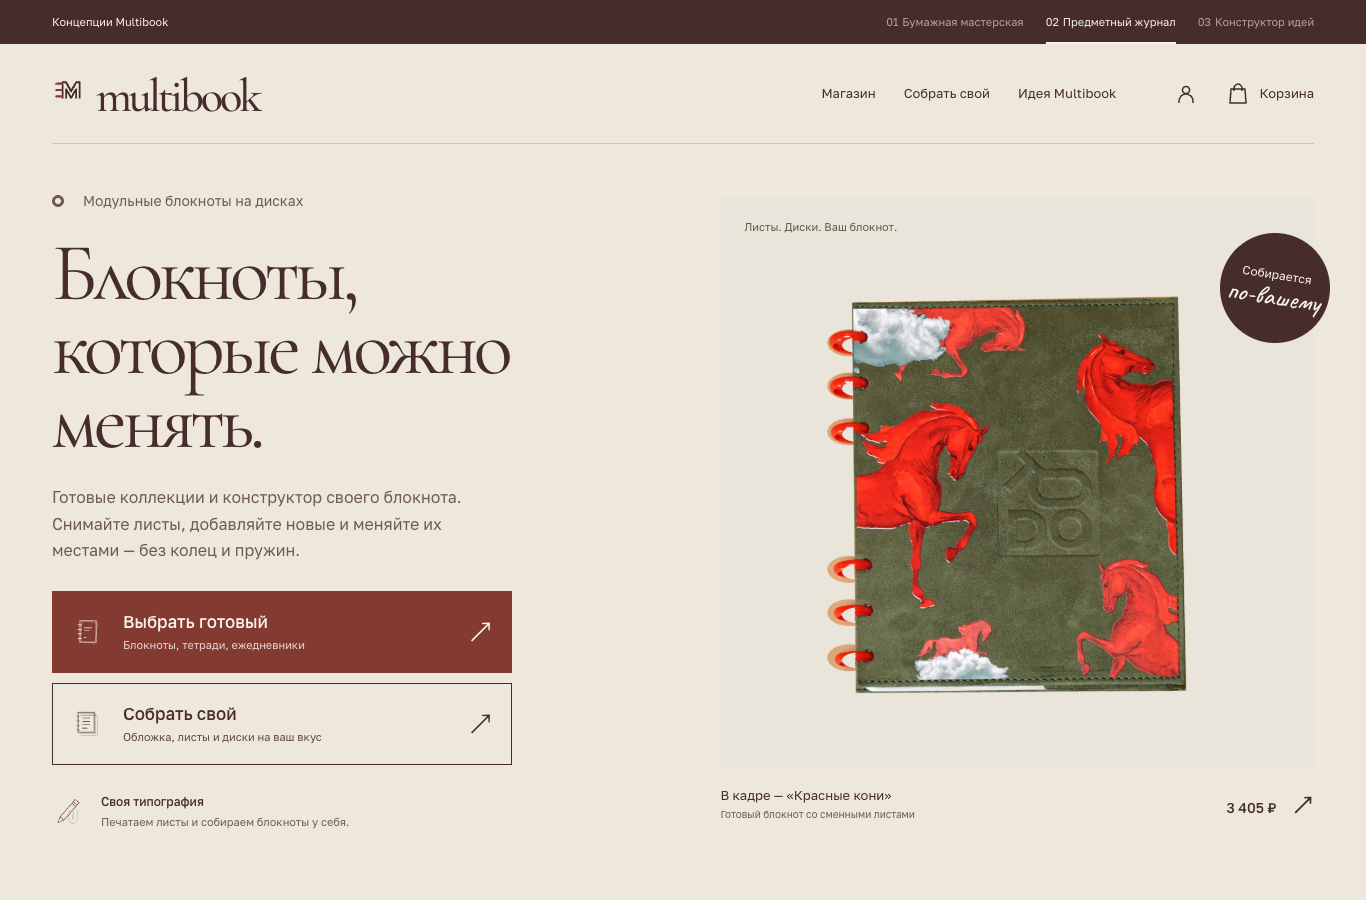 Концепции Multibook
01 Бумажная мастерская
02 Предметный журнал
03 Конструктор идей
multibook
Магазин
Собрать свой
Идея Multibook
Корзина
Модульные блокноты на дисках
Блокноты,
которые можно
менять.
Готовые коллекции и конструктор своего блокнота.
Снимайте листы, добавляйте новые и меняйте их
местами — без колец и пружин.
Выбрать готовый
Блокноты, тетради, ежедневники
Собрать свой
Обложка, листы и диски на ваш вкус
Своя типография
Печатаем листы и собираем блокноты у себя.
Листы. Диски. Ваш блокнот.
Собирается
по-вашему
В кадре — «Красные кони»
Готовый блокнот со сменными листами
3 405 ₽